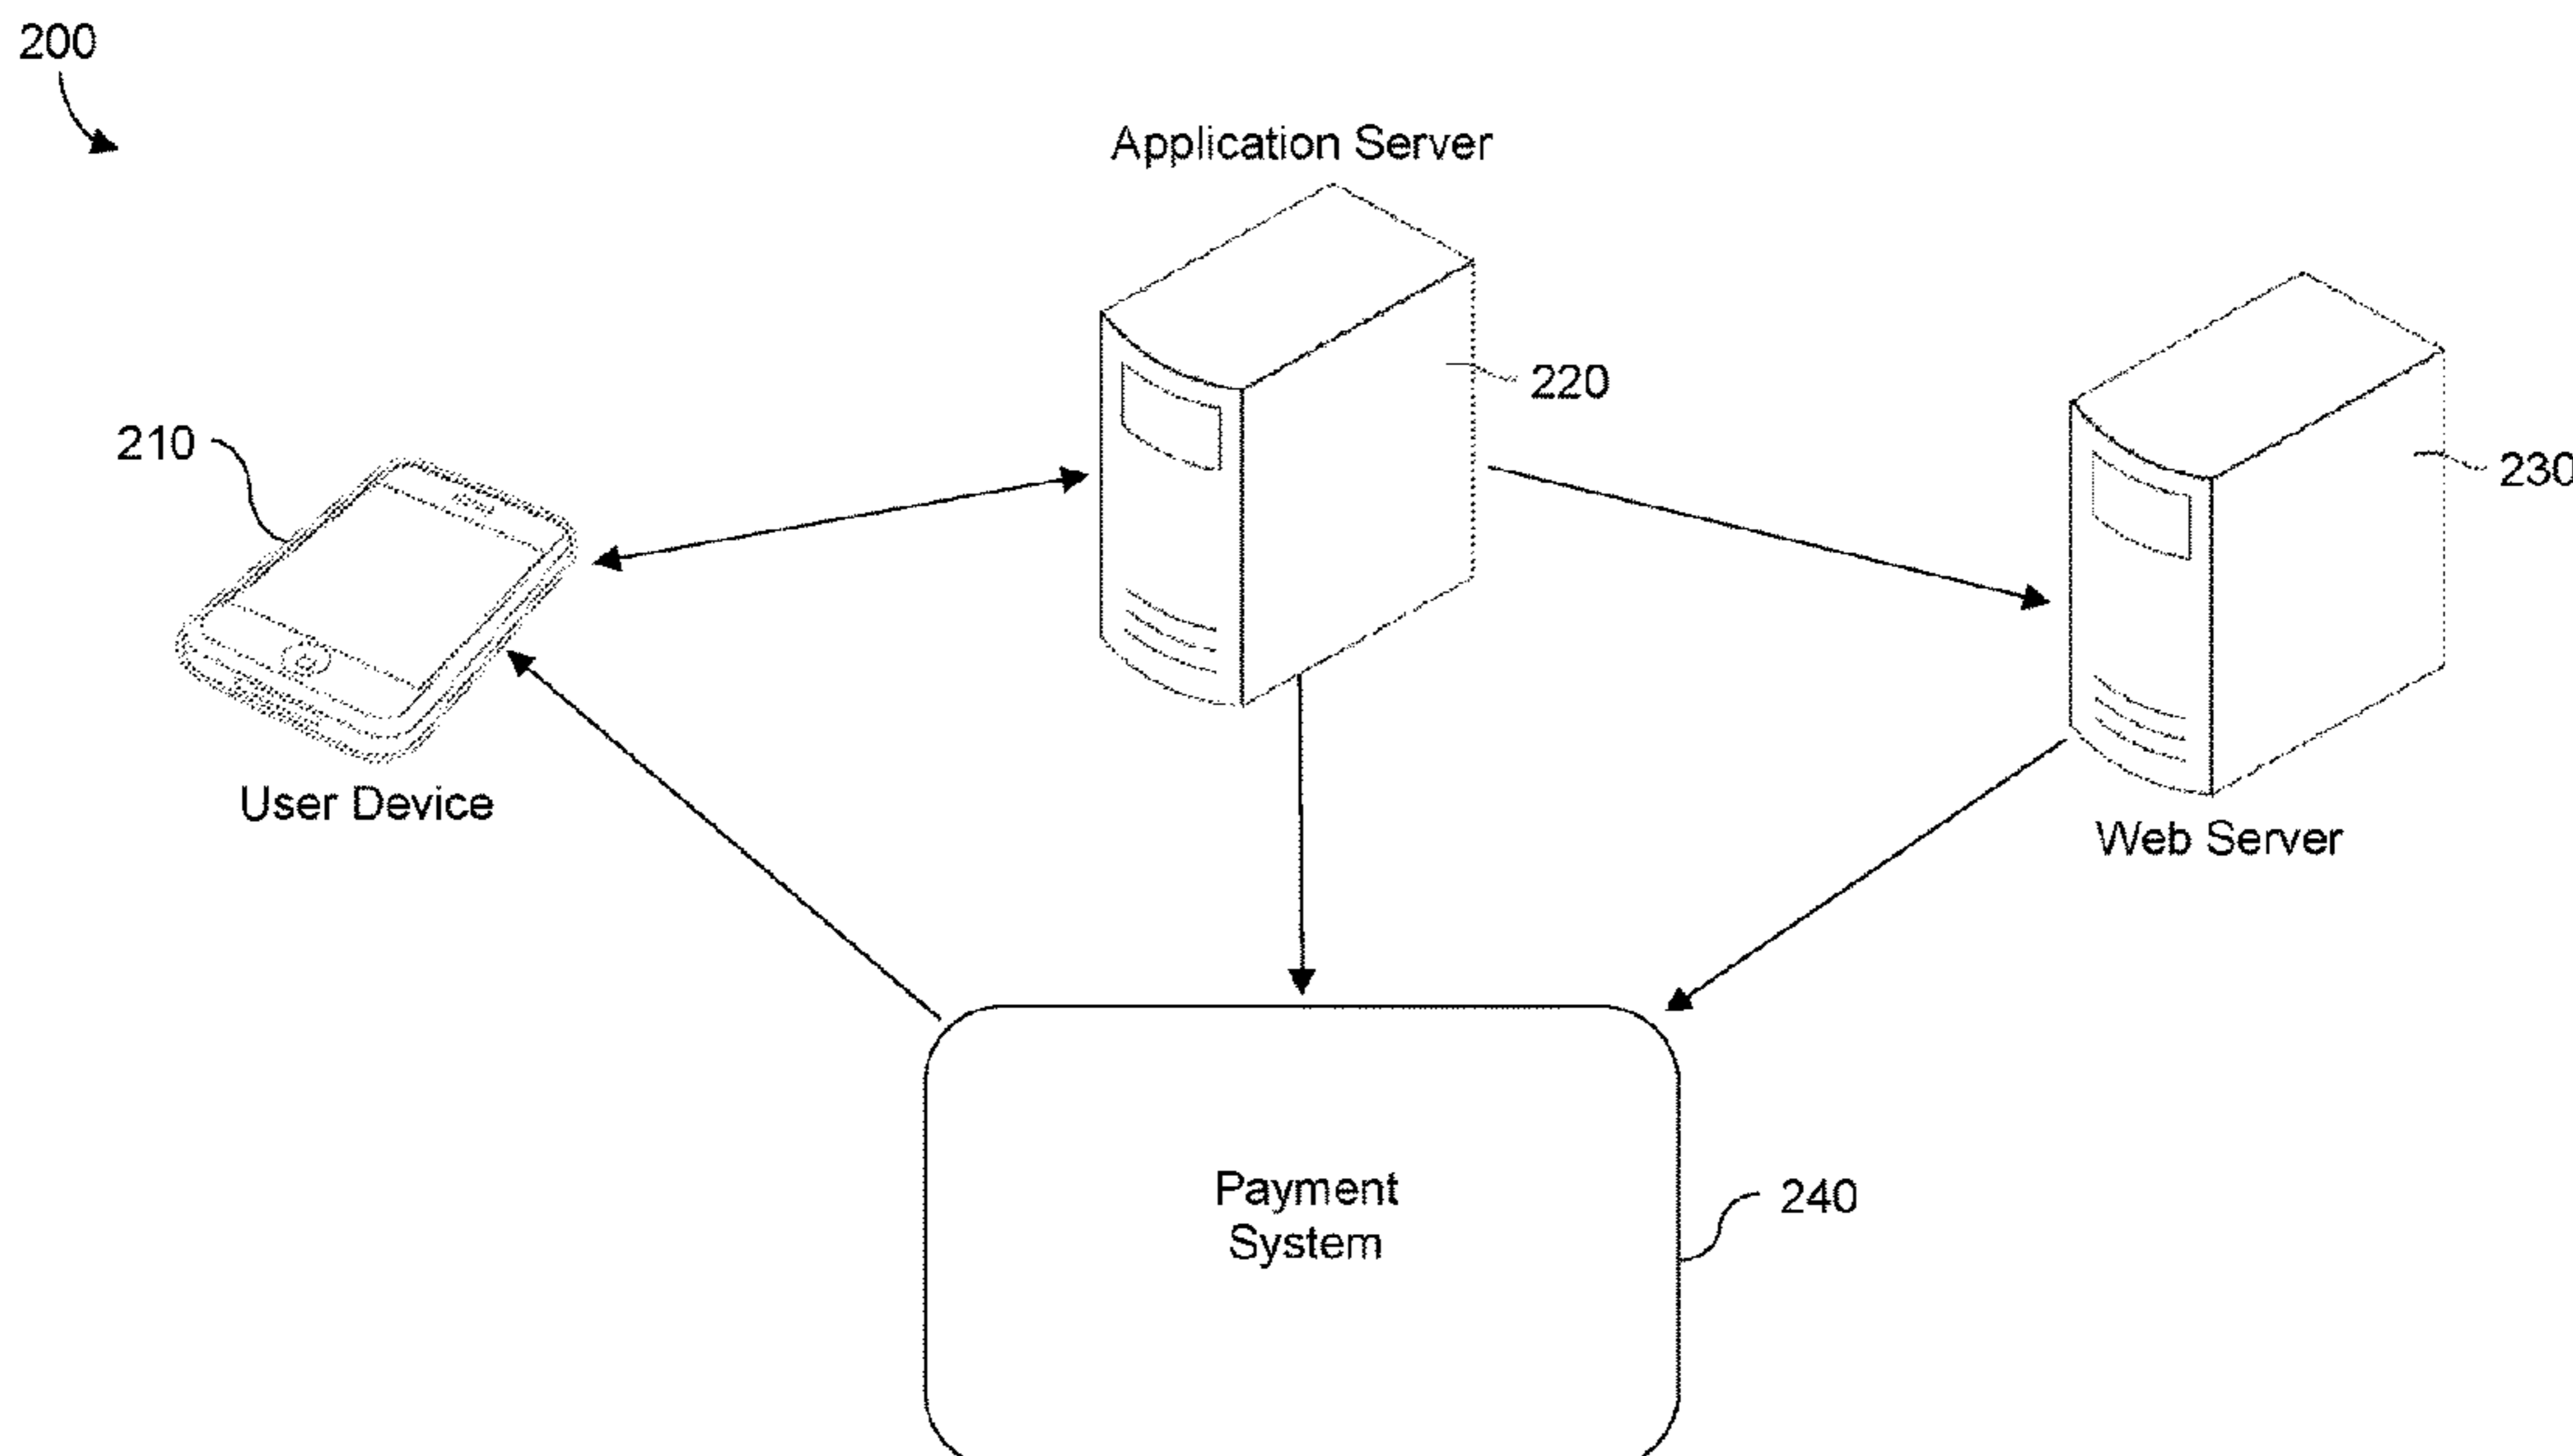 200
Application Server
220
230
210
User Device
Web Server
Payment
System
240